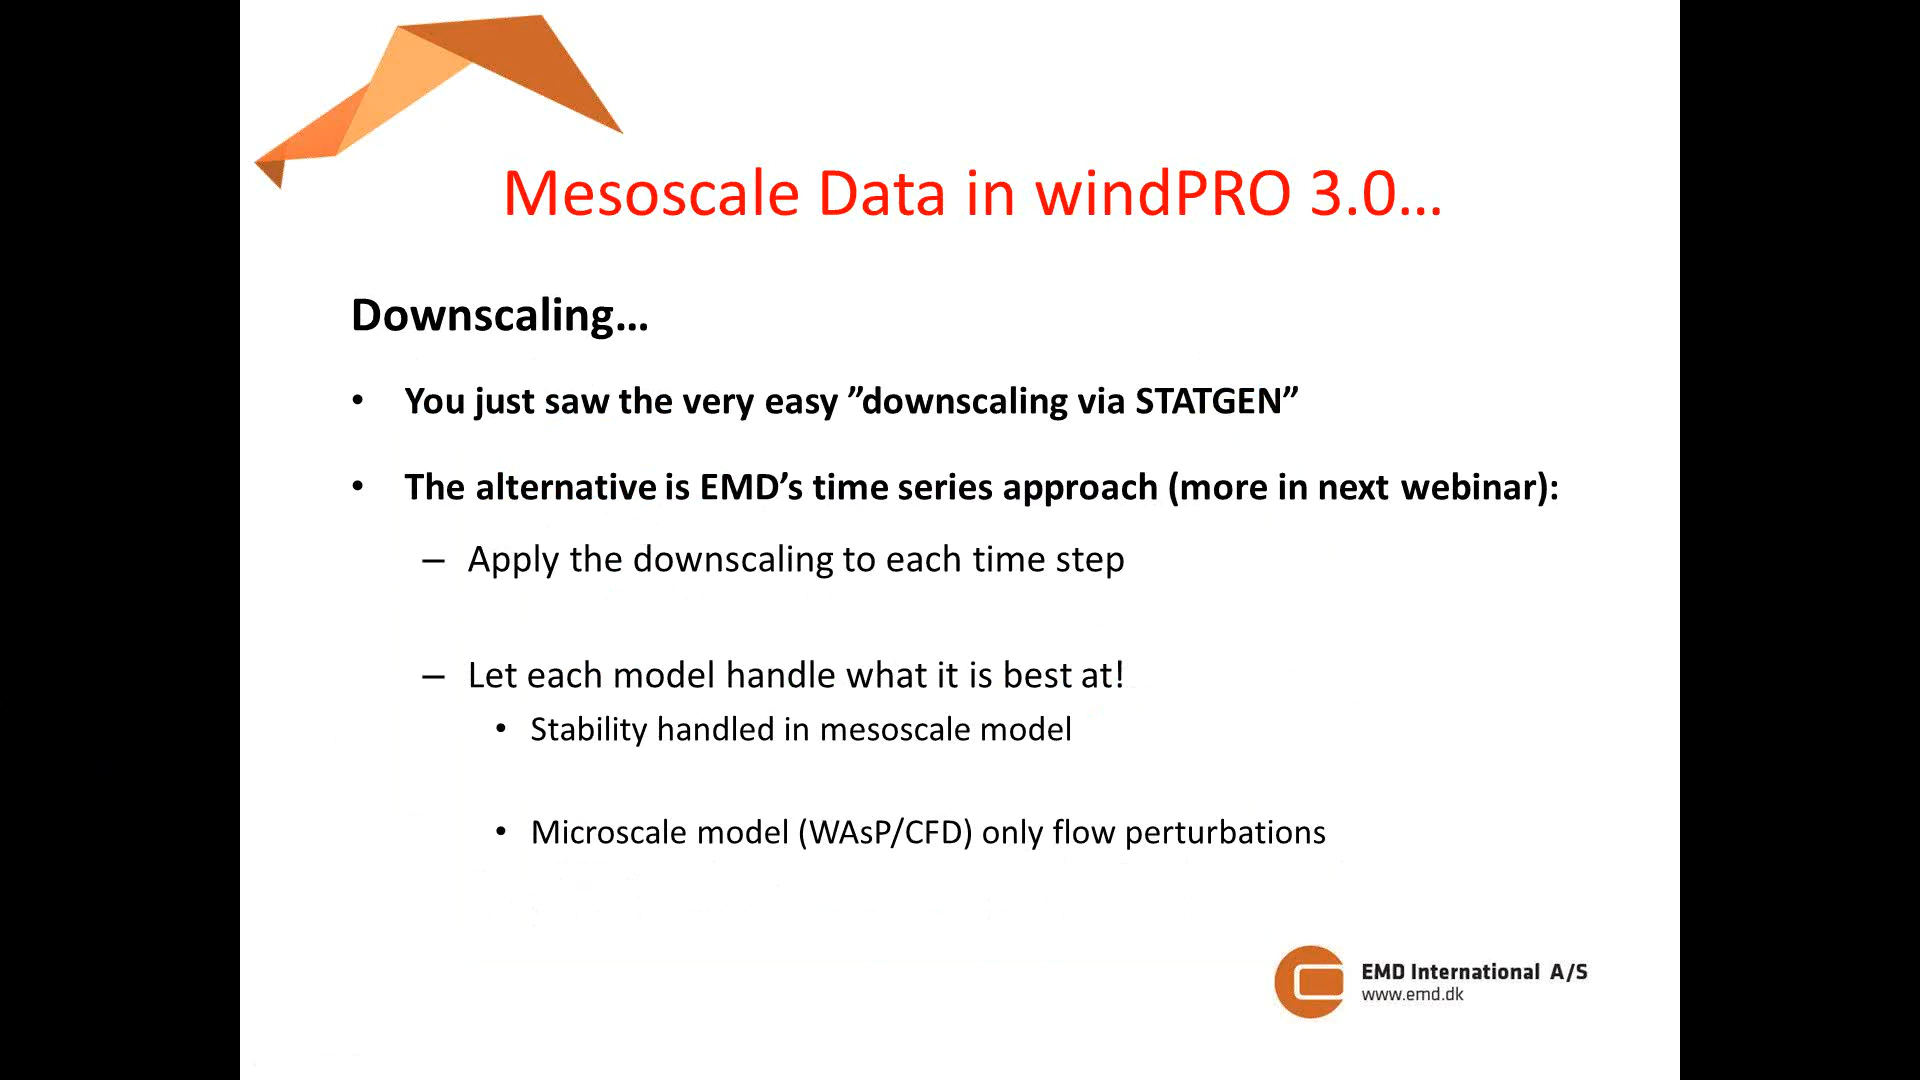 Mesoscale Data in windPRO 3.0...
Downscaling...
• You just saw the very easy ”downscaling via STATGEN”
• The alternative is EMD’s time series approach (more in next webinar):
– Apply the downscaling to each time step
– Let each model handle what it is best at!
• Stability handled in mesoscale model
• Microscale model (WAsP/CFD) only flow perturbations
EMD International A/S
www.emd.dk